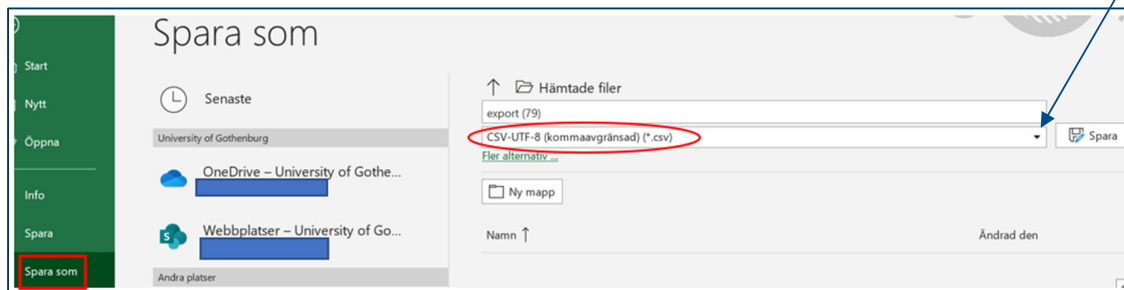 Spara som
Start
Nytt
Öppna
Info
Spara
Spara som
Senaste
University of Gothenburg
OneDrive – University of Gothe...
Webbplatser – University of Go...
Andra platser
Hämtade filer
export (79)
CSV-UTF-8 (kommaavgränsad) (*.csv)
Spara
Fler alternativ ...
Ny mapp
Namn
Ändrad den